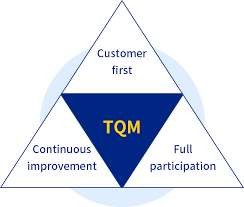 Customer
first
TQM
Continuous
improvement
Full
participation